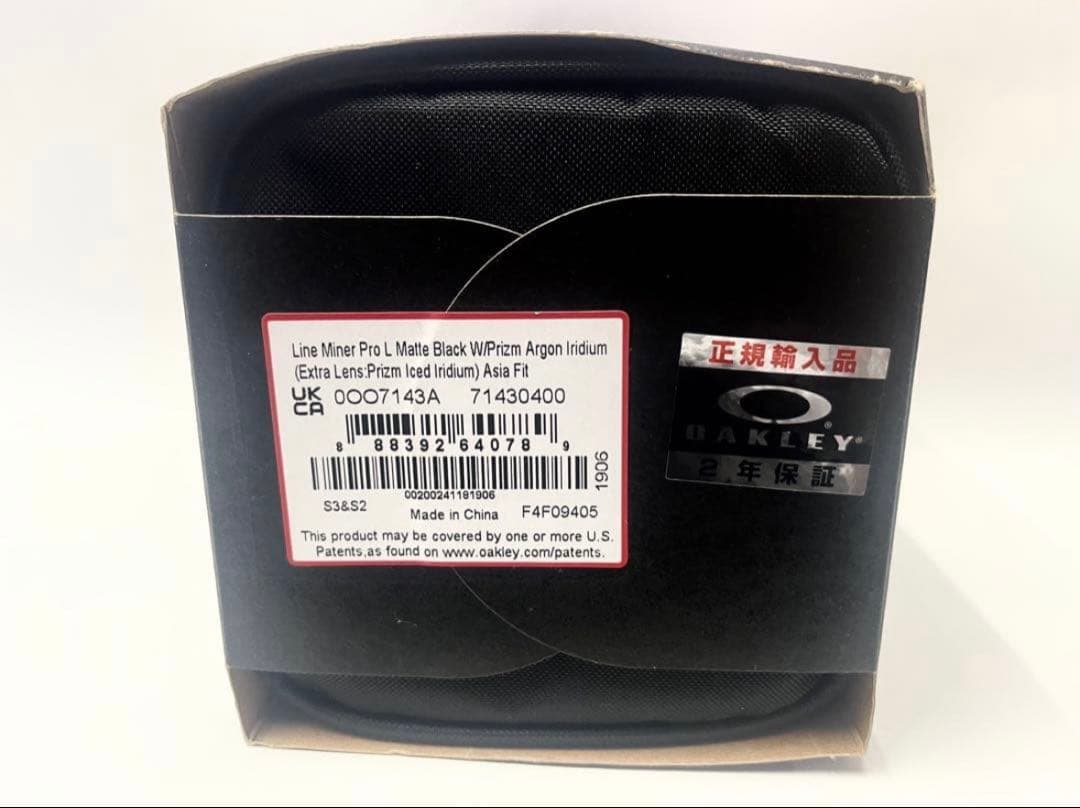 Line Miner Pro L Matte Black W/Prizm Argon Iridium
(Extra Lens:Prizm Iced Iridium) Asia Fit
UK
CA
0OO7143A 71430400
8 88392 64078 9
1906
00200241181906
S3&S2
Made in China F4F09405
This product may be covered by one or more U.S.
Patents,as found on www.oakley.com/patents.
正規輸入品
OAKLEY®
2年保証